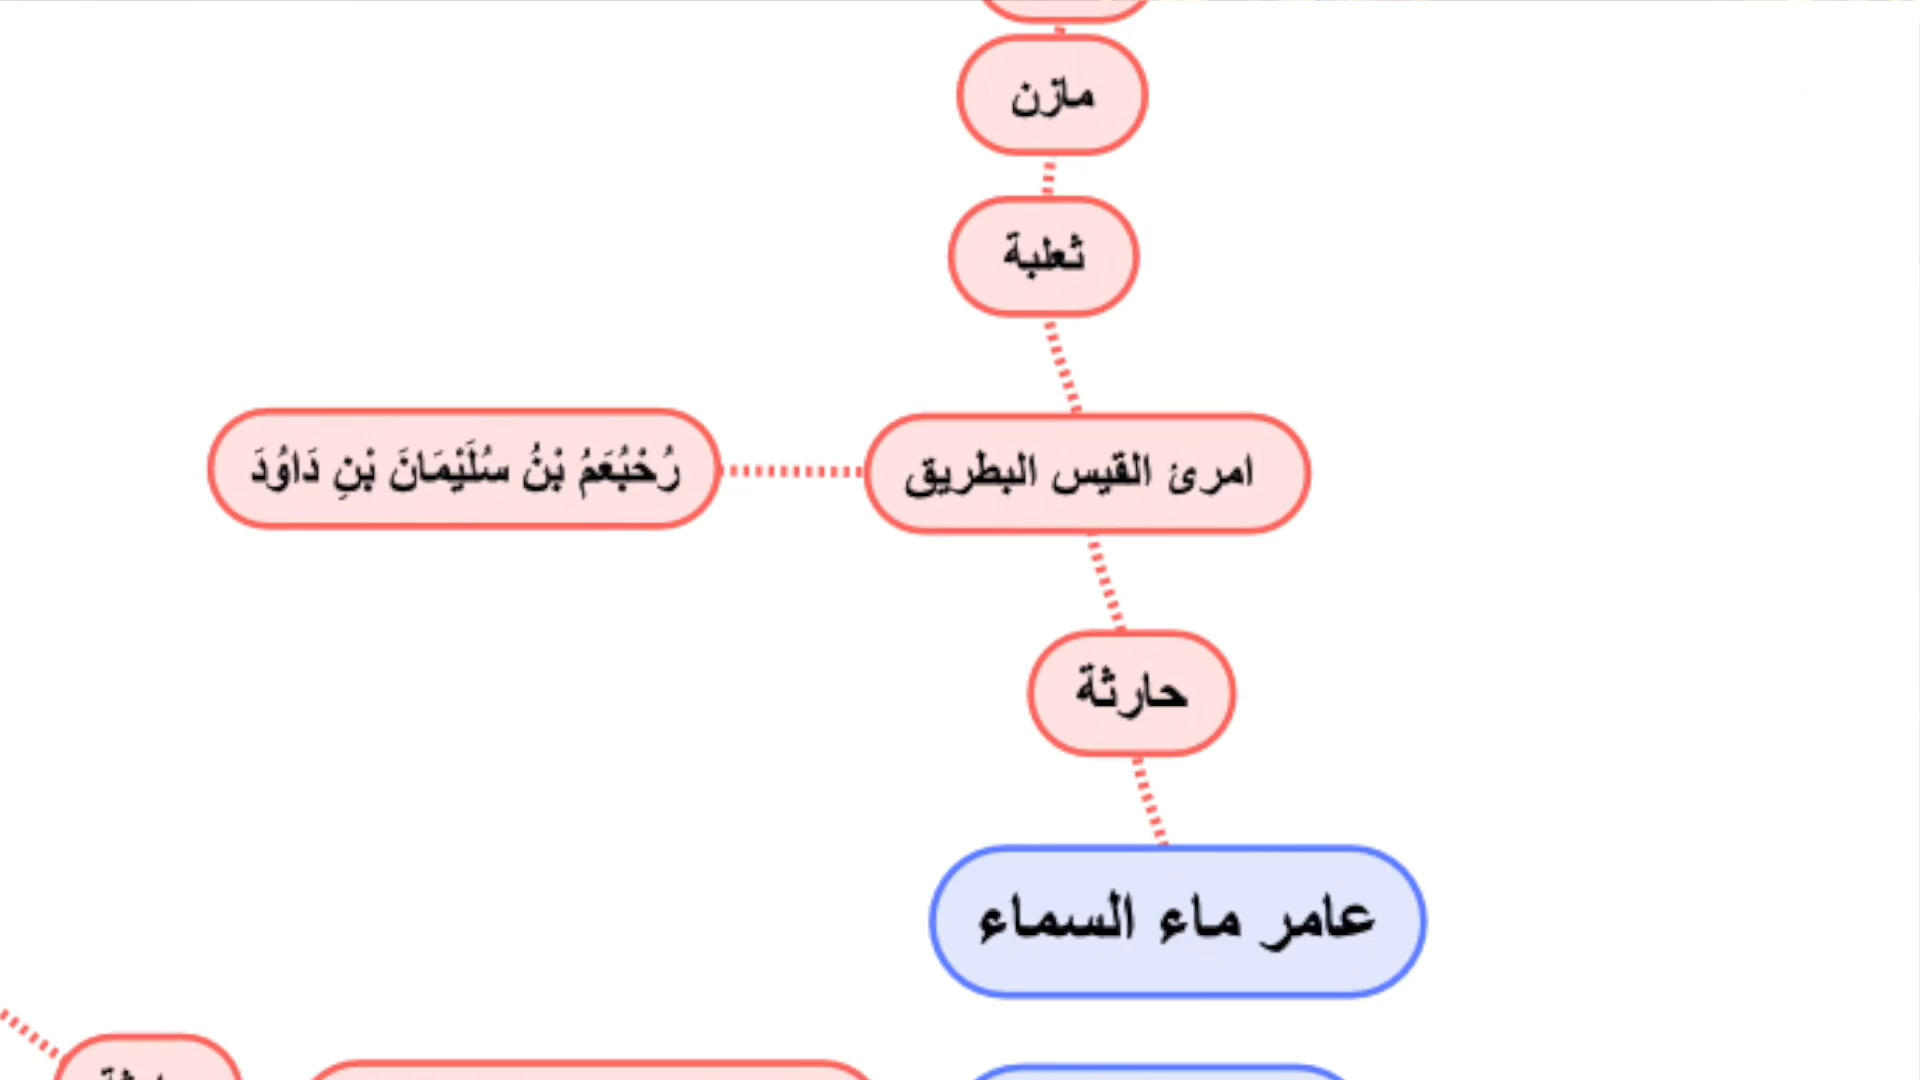 مازن
ثعلبة
امرئ القيس البطريق
رُحْبُعَمُ بْنُ سُلَيْمَانَ بْنِ دَاوُدَ
حارثة
عامر ماء السماء